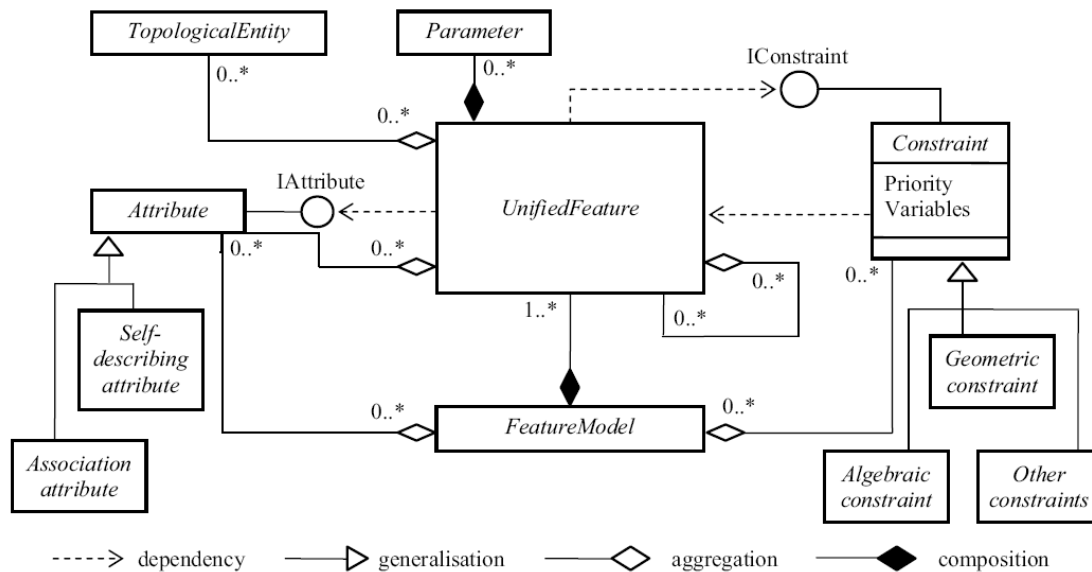 TopologicalEntity
Parameter
0..*
0..*
IConstraint
0..*
Constraint
Priority
Variables
IAttribute
Attribute
UnifiedFeature
0..*
0..*
0..*
0..*
1..*
0..*
Self-
describing
attribute
Geometric
constraint
0..*
FeatureModel
0..*
Association
attribute
Algebraic
constraint
Other
constraints
dependency
generalisation
aggregation
composition